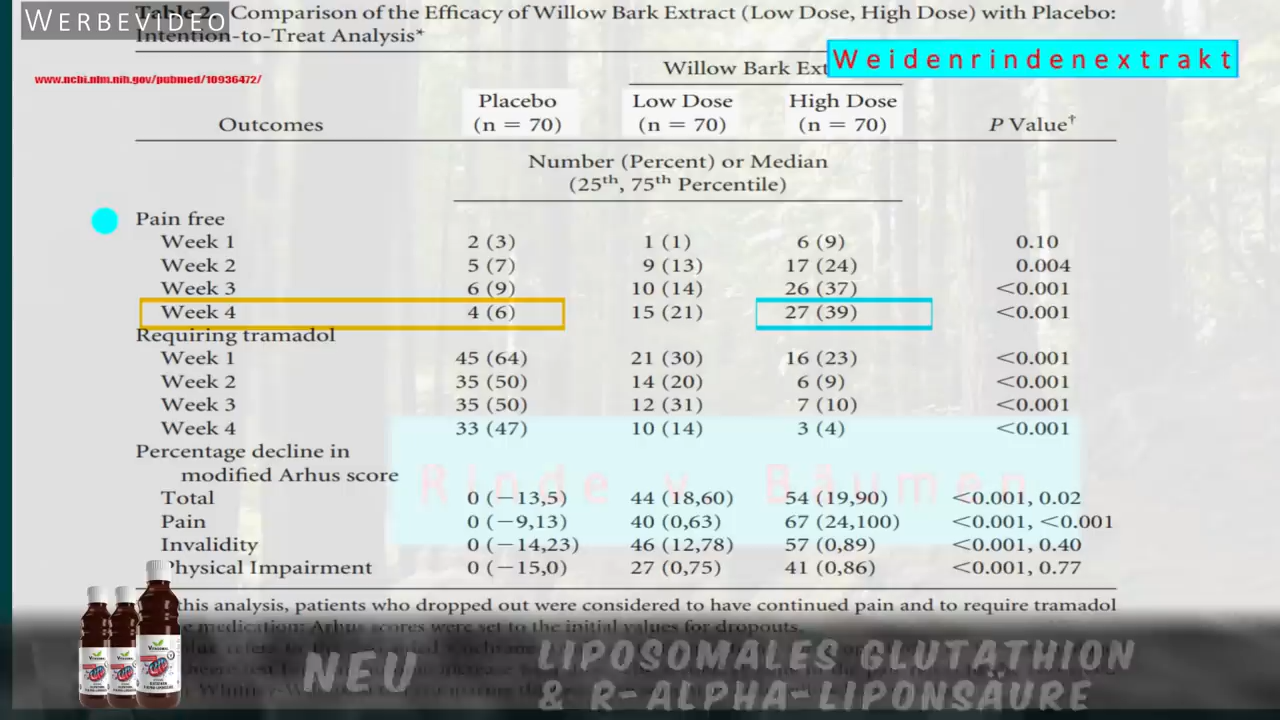 WERBEVIDEO
Table 2. Comparison of the Efficacy of Willow Bark Extract (Low Dose, High Dose) with Placebo:
Intention-to-Treat Analysis*
www.ncbi.nlm.nih.gov/pubmed/10936472/
Weidenrindenextrakt
Willow Bark Ext
Placebo Low Dose High Dose
Outcomes (n = 70) (n = 70) (n = 70) P Value†
Number (Percent) or Median
(25th, 75th Percentile)
Pain free
Week 1 2 (3) 1 (1) 6 (9) 0.10
Week 2 5 (7) 9 (13) 17 (24) 0.004
Week 3 6 (9) 10 (14) 26 (37) <0.001
Week 4 4 (6) 15 (21) 27 (39) <0.001
Requiring tramadol
Week 1 45 (64) 21 (30) 16 (23) <0.001
Week 2 35 (50) 14 (20) 6 (9) <0.001
Week 3 35 (50) 12 (31) 7 (10) <0.001
Week 4 33 (47) 10 (14) 3 (4) <0.001
Percentage decline in
modified Arhus score
Rinde v. Bäumen
Total 0 (−13,5) 44 (18,60) 54 (19,90) <0.001, 0.02
Pain 0 (−9,13) 40 (0,63) 67 (24,100) <0.001, <0.001
Invalidity 0 (−14,23) 46 (12,78) 57 (0,89) <0.001, 0.40
Physical Impairment 0 (−15,0) 27 (0,75) 41 (0,86) <0.001, 0.77
this analysis, patients who dropped out were considered to have continued pain and to require tramadol
medication; Arhus scores were set to the initial values for dropouts.
NEU
LIPOSOMALES GLUTATHION
& R-ALPHA-LIPONSÄURE